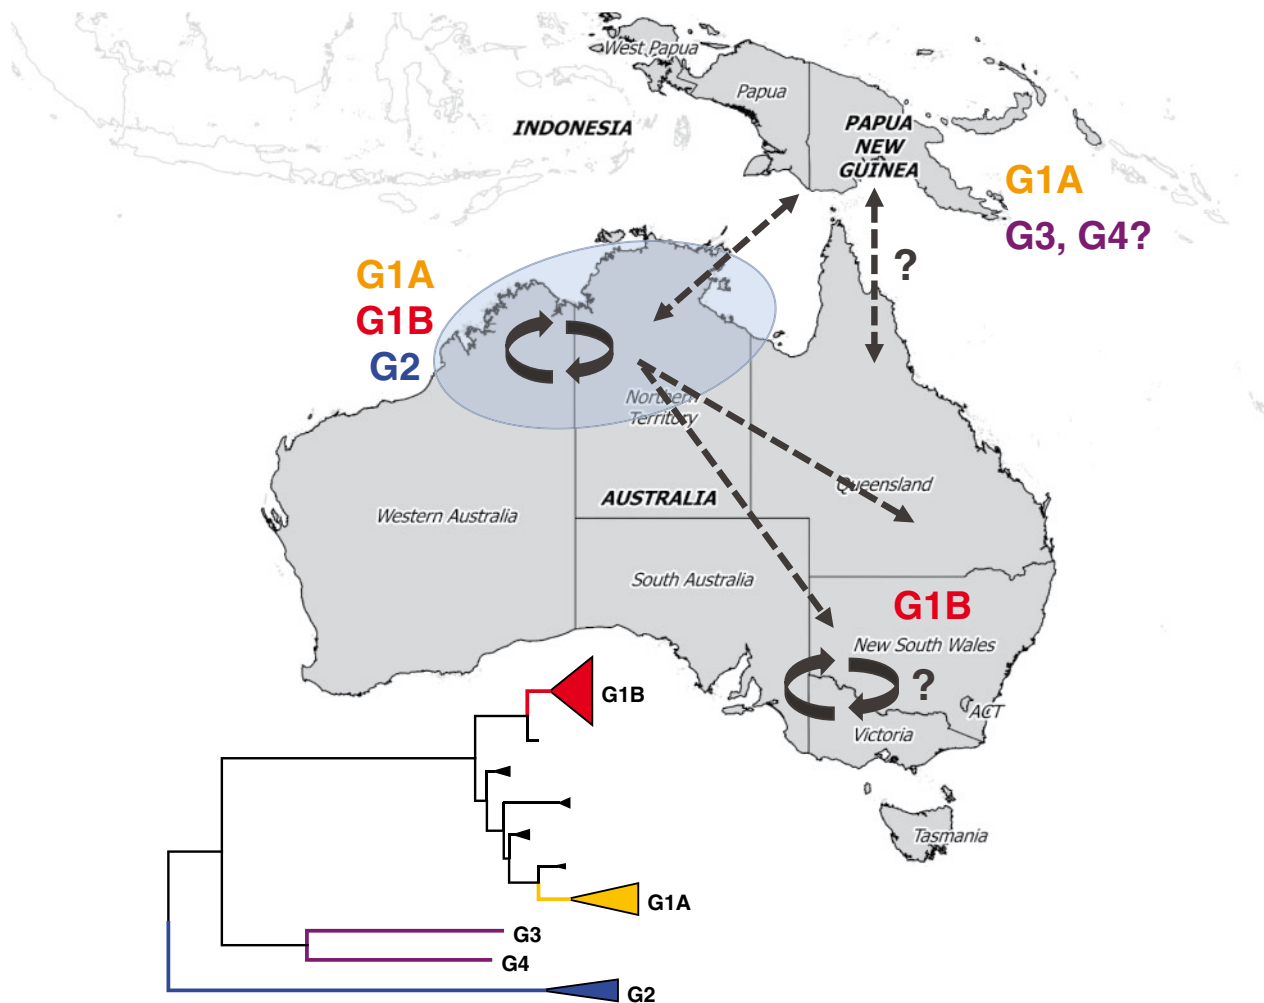 West Papua
Papua
INDONESIA
PAPUA
NEW
GUINEA
G1A
G3, G4?
?
G1A
G1B
G2
Northern
Territory
Queensland
AUSTRALIA
Western Australia
South Australia
G1B
New South Wales
?
ACT
Victoria
Tasmania
G1B
G1A
G3
G4
G2